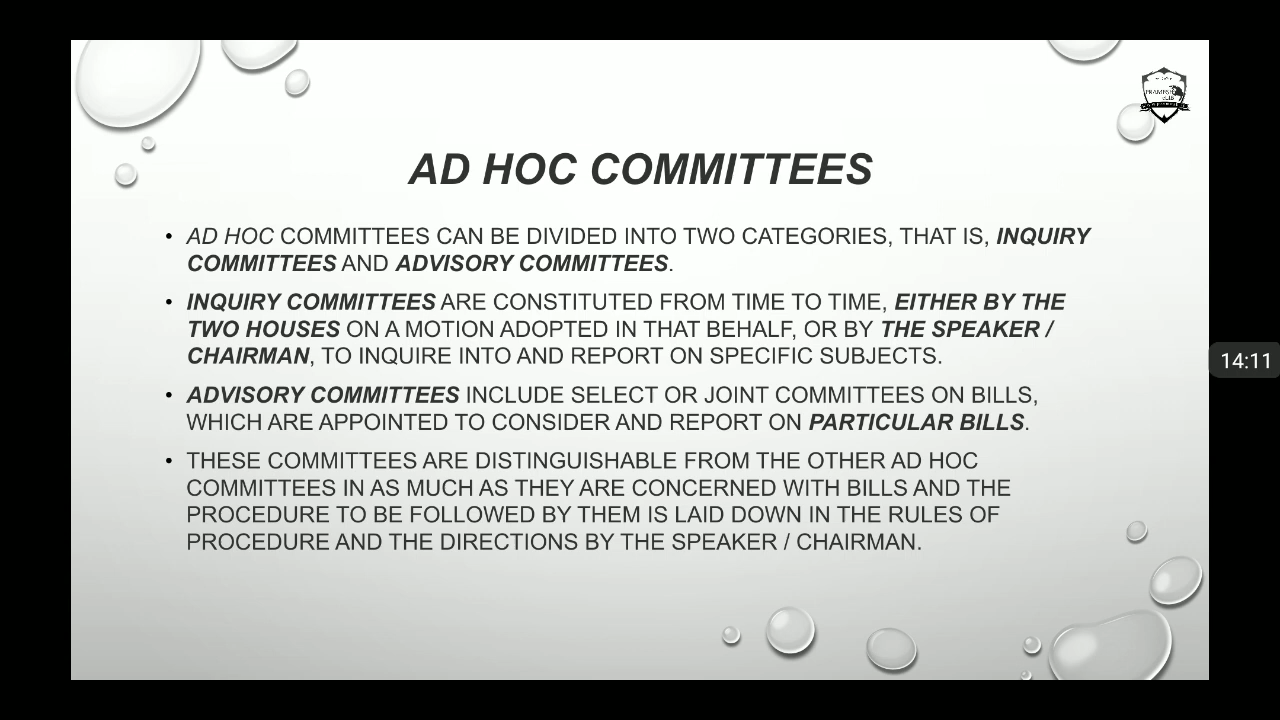 AD HOC COMMITTEES
• AD HOC COMMITTEES CAN BE DIVIDED INTO TWO CATEGORIES, THAT IS, INQUIRY
COMMITTEES AND ADVISORY COMMITTEES.
• INQUIRY COMMITTEES ARE CONSTITUTED FROM TIME TO TIME, EITHER BY THE
TWO HOUSES ON A MOTION ADOPTED IN THAT BEHALF, OR BY THE SPEAKER /
CHAIRMAN, TO INQUIRE INTO AND REPORT ON SPECIFIC SUBJECTS.
• ADVISORY COMMITTEES INCLUDE SELECT OR JOINT COMMITTEES ON BILLS,
WHICH ARE APPOINTED TO CONSIDER AND REPORT ON PARTICULAR BILLS.
• THESE COMMITTEES ARE DISTINGUISHABLE FROM THE OTHER AD HOC
COMMITTEES IN AS MUCH AS THEY ARE CONCERNED WITH BILLS AND THE
PROCEDURE TO BE FOLLOWED BY THEM IS LAID DOWN IN THE RULES OF
PROCEDURE AND THE DIRECTIONS BY THE SPEAKER / CHAIRMAN.
14:11